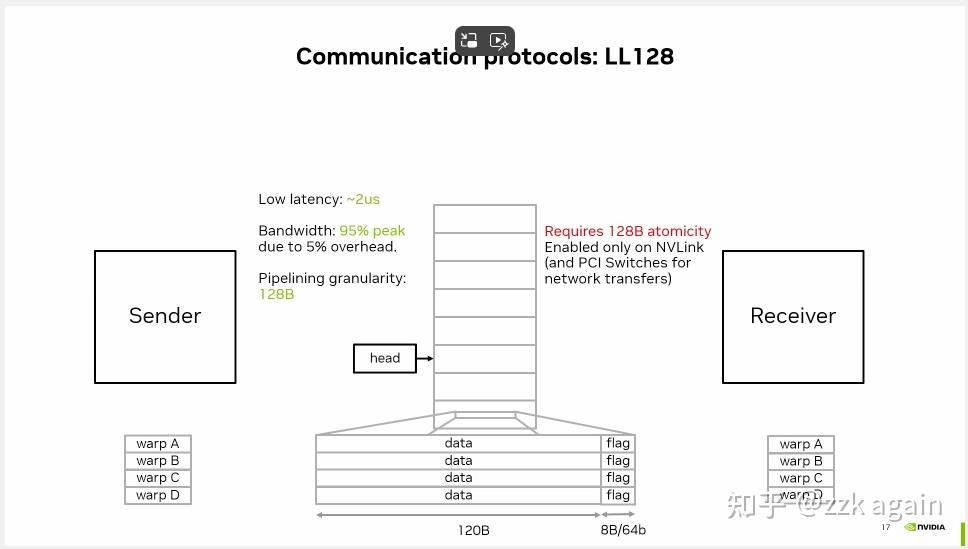 Communication protocols: LL128
Low latency: ~2us
Bandwidth: 95% peak
due to 5% overhead.
Pipelining granularity:
128B
Requires 128B atomicity
Enabled only on NVLink
(and PCI Switches for
network transfers)
Sender
Receiver
head
warp A
warp B
warp C
warp D
data flag
data flag
data flag
data flag
120B
8B/64b
warp A
warp B
warp C
warp D
知乎 @zzk again
17
NVIDIA